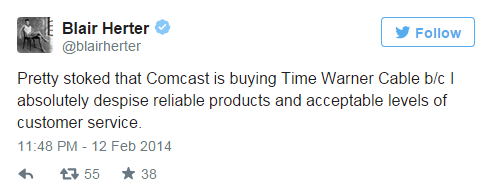 Blair Herter
@blairherter
Follow
Pretty stoked that Comcast is buying Time Warner Cable b/c I
absolutely despise reliable products and acceptable levels of
customer service.
11:48 PM - 12 Feb 2014
55 38